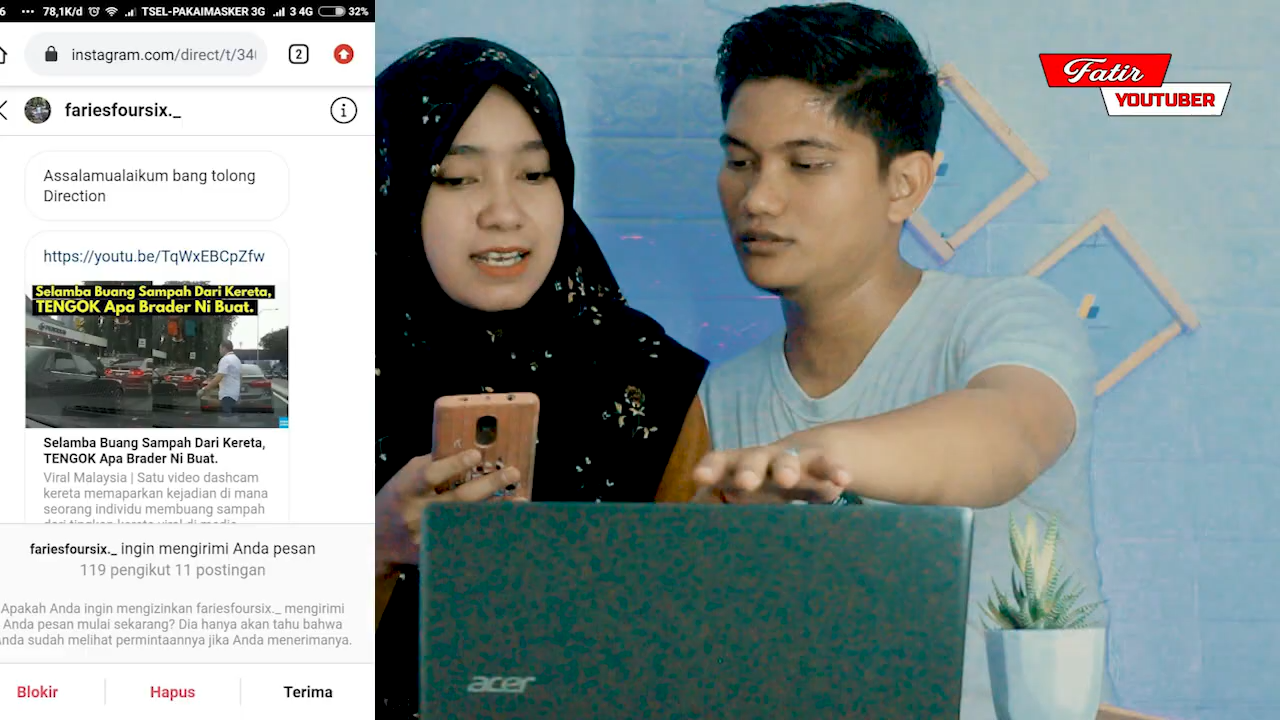 6 ... 78,1K/d TSEL-PAKAIMASKER 3G 3 4G 32%
instagram.com/direct/t/34
2
fariesfoursix._
Assalamualaikum bang tolong
Direction
https://youtu.be/TqWxEBCpZfw
Selamba Buang Sampah Dari Kereta,
TENGOK Apa Brader Ni Buat.
Selamba Buang Sampah Dari Kereta,
TENGOK Apa Brader Ni Buat.
Viral Malaysia | Satu video dashcam
kereta memaparkan kejadian di mana
seorang individu membuang sampah
fariesfoursix._ ingin mengirimi Anda pesan
119 pengikut 11 postingan
Apakah Anda ingin mengizinkan fariesfoursix._ mengirimi
Anda pesan mulai sekarang? Dia hanya akan tahu bahwa
Anda sudah melihat permintaannya jika Anda menerimanya.
Blokir
Hapus
Terima
Fatir
YOUTUBER
acer